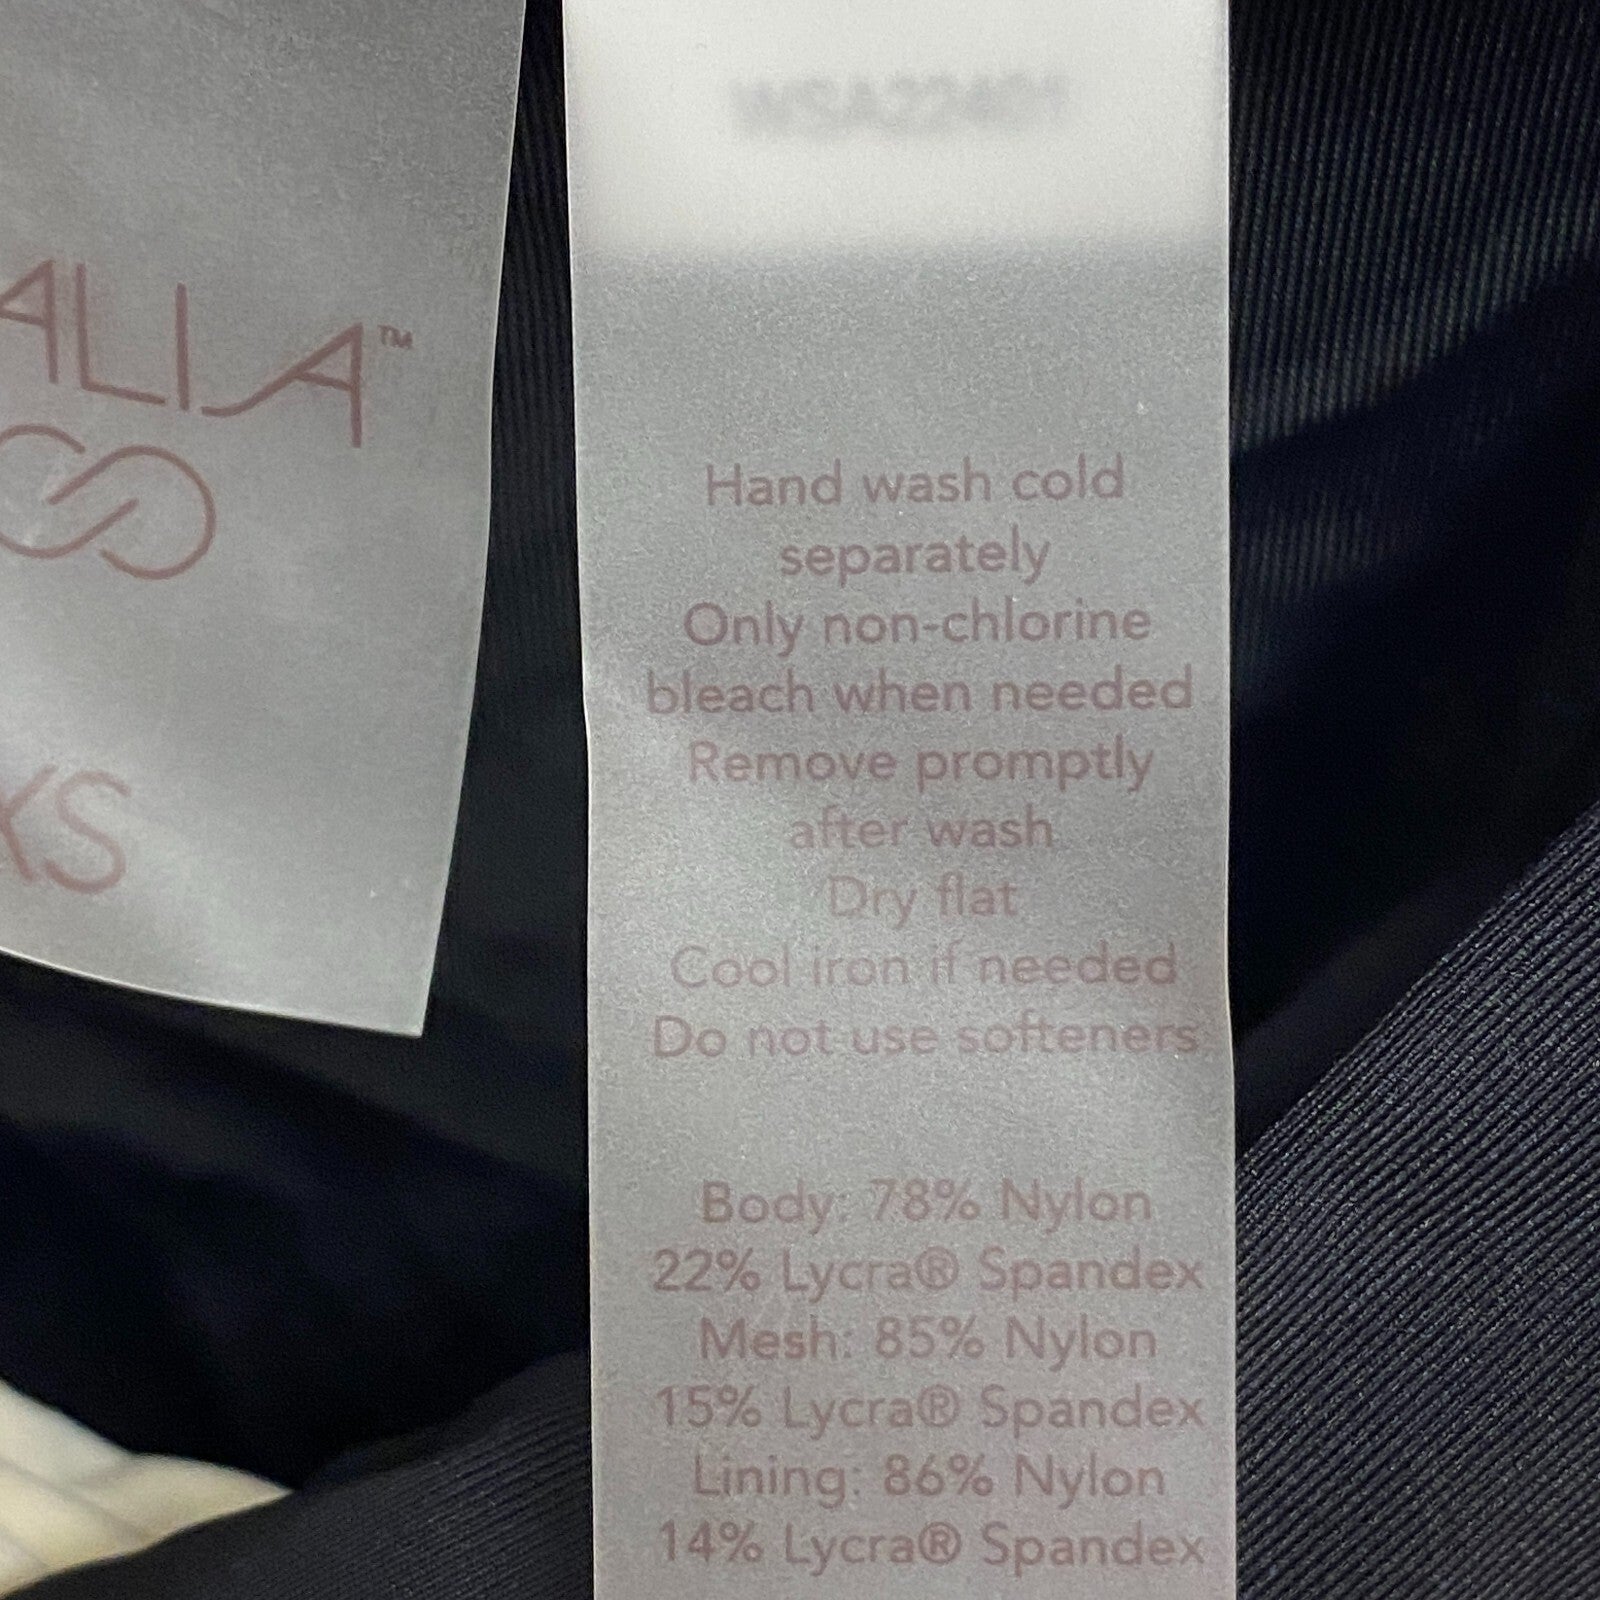 ALIA™
XS
Hand wash cold
separately
Only non-chlorine
bleach when needed
Remove promptly
after wash
Dry flat
Cool iron if needed
Do not use softeners
Body: 78% Nylon
22% Lycra® Spandex
Mesh: 85% Nylon
15% Lycra® Spandex
Lining: 86% Nylon
14% Lycra® Spandex